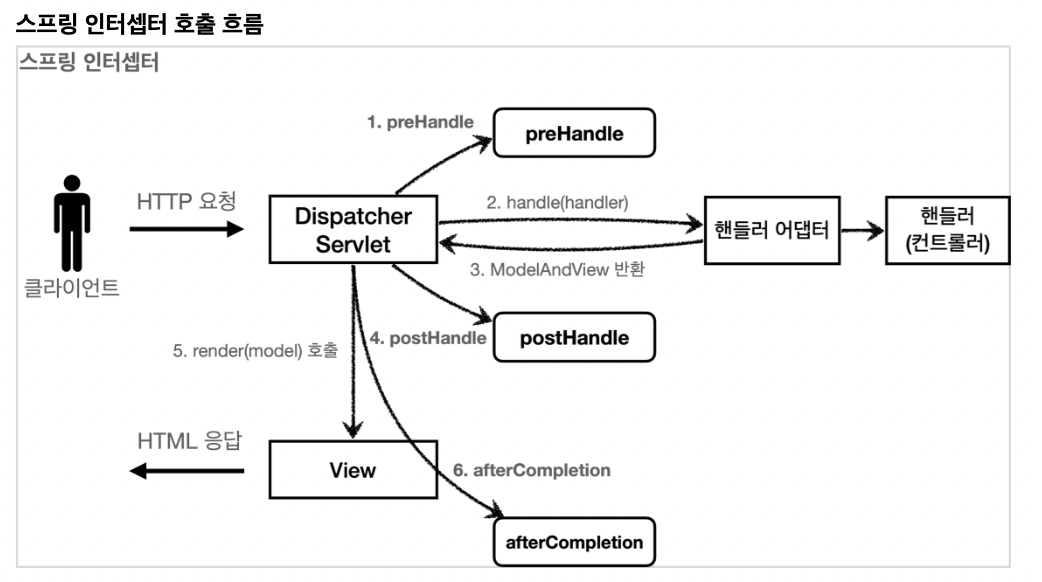 스프링 인터셉터 호출 흐름
스프링 인터셉터
1. preHandle
preHandle
HTTP 요청
Dispatcher
Servlet
2. handle(handler)
핸들러 어댑터
핸들러
(컨트롤러)
3. ModelAndView 반환
클라이언트
4. postHandle
postHandle
5. render(model) 호출
HTML 응답
View
6. afterCompletion
afterCompletion